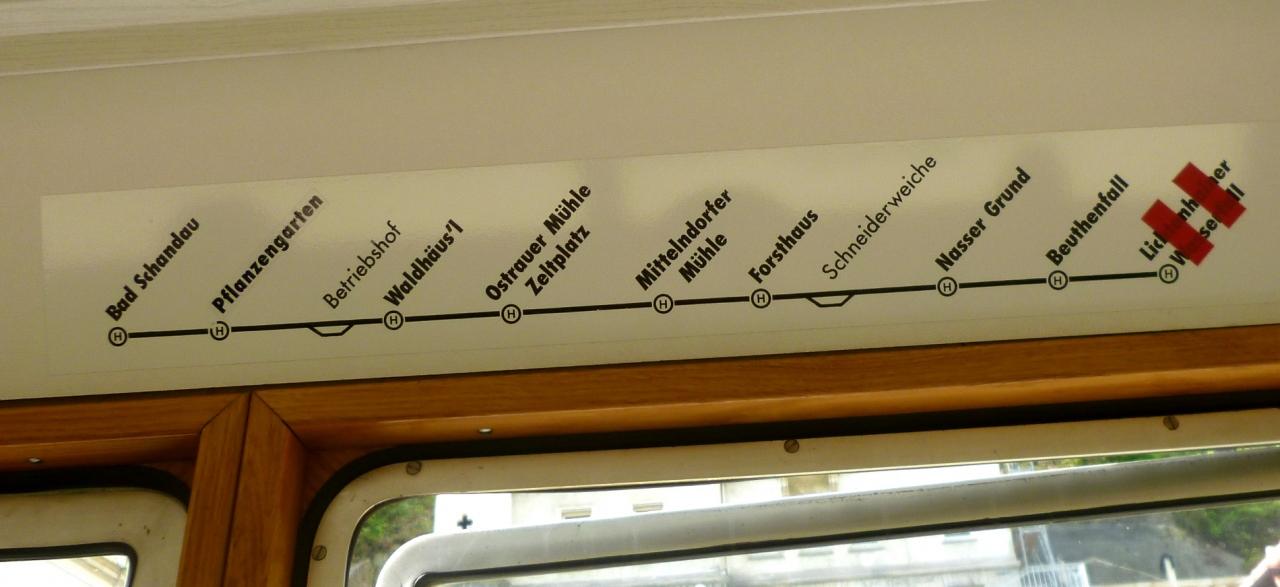 Bad Schandau
Pflanzengarten
Betriebshof
Waldhäus'l
Ostrauer Mühle
Zeltplatz
Mittelndorfer
Mühle
Forsthaus
Schneiderweiche
Nasser Grund
Beuthenfall
H
H
H
H
H
H
H
H
H